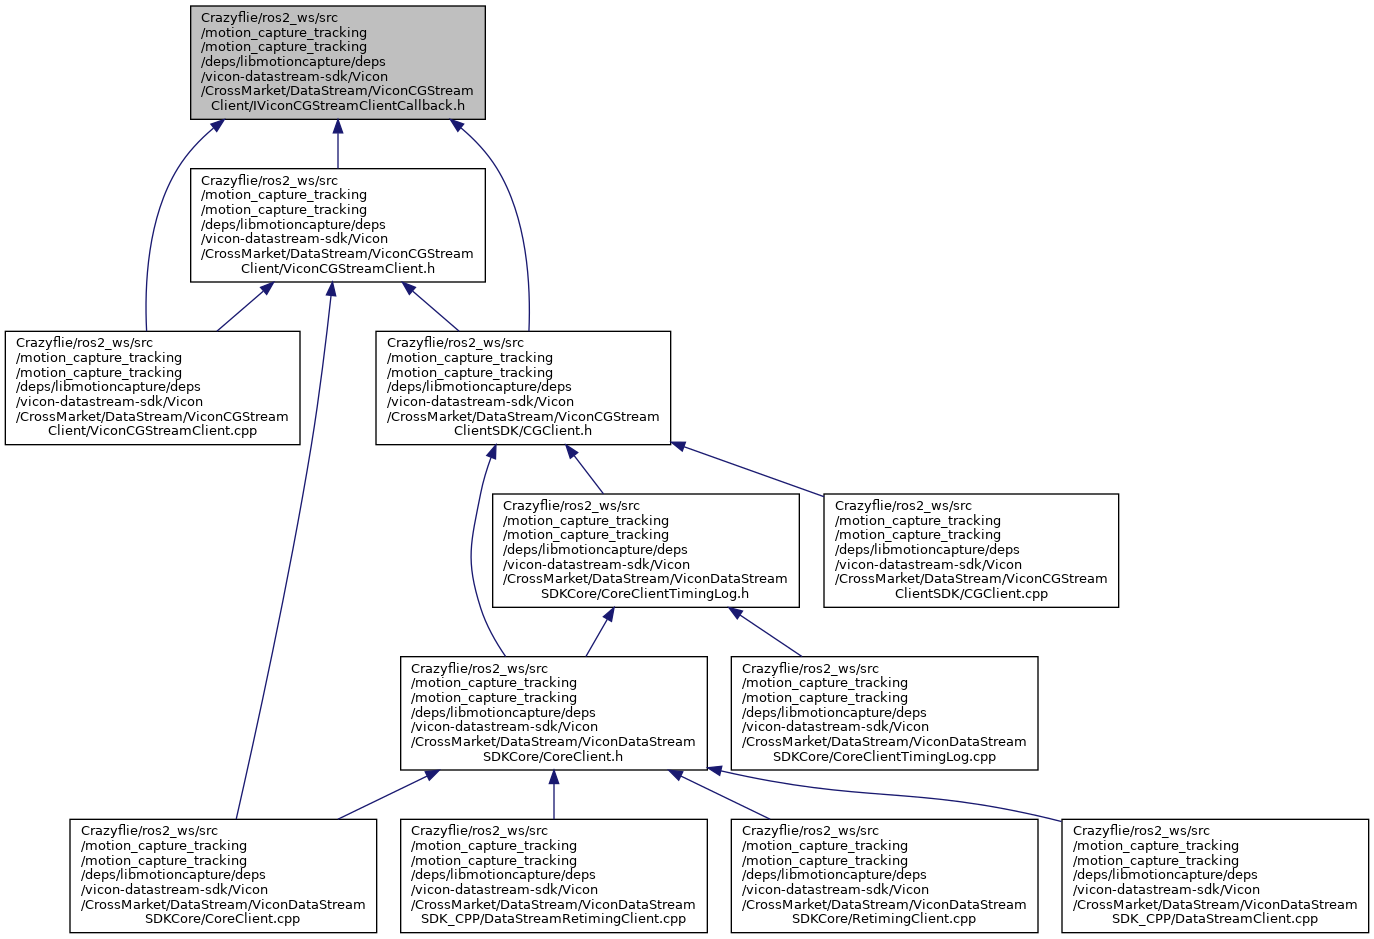 Crazyflie/ros2_ws/src
/motion_capture_tracking
/motion_capture_tracking
/deps/libmotioncapture/deps
/vicon-datastream-sdk/Vicon
/CrossMarket/DataStream/ViconCGStream
Client/IViconCGStreamClientCallback.h
Crazyflie/ros2_ws/src
/motion_capture_tracking
/motion_capture_tracking
/deps/libmotioncapture/deps
/vicon-datastream-sdk/Vicon
/CrossMarket/DataStream/ViconCGStream
Client/ViconCGStreamClient.h
Crazyflie/ros2_ws/src
/motion_capture_tracking
/motion_capture_tracking
/deps/libmotioncapture/deps
/vicon-datastream-sdk/Vicon
/CrossMarket/DataStream/ViconCGStream
Client/ViconCGStreamClient.cpp
Crazyflie/ros2_ws/src
/motion_capture_tracking
/motion_capture_tracking
/deps/libmotioncapture/deps
/vicon-datastream-sdk/Vicon
/CrossMarket/DataStream/ViconCGStream
ClientSDK/CGClient.h
Crazyflie/ros2_ws/src
/motion_capture_tracking
/motion_capture_tracking
/deps/libmotioncapture/deps
/vicon-datastream-sdk/Vicon
/CrossMarket/DataStream/ViconDataStream
SDKCore/CoreClientTimingLog.h
Crazyflie/ros2_ws/src
/motion_capture_tracking
/motion_capture_tracking
/deps/libmotioncapture/deps
/vicon-datastream-sdk/Vicon
/CrossMarket/DataStream/ViconCGStream
ClientSDK/CGClient.cpp
Crazyflie/ros2_ws/src
/motion_capture_tracking
/motion_capture_tracking
/deps/libmotioncapture/deps
/vicon-datastream-sdk/Vicon
/CrossMarket/DataStream/ViconDataStream
SDKCore/CoreClient.h
Crazyflie/ros2_ws/src
/motion_capture_tracking
/motion_capture_tracking
/deps/libmotioncapture/deps
/vicon-datastream-sdk/Vicon
/CrossMarket/DataStream/ViconDataStream
SDKCore/CoreClientTimingLog.cpp
Crazyflie/ros2_ws/src
/motion_capture_tracking
/motion_capture_tracking
/deps/libmotioncapture/deps
/vicon-datastream-sdk/Vicon
/CrossMarket/DataStream/ViconDataStream
SDKCore/CoreClient.cpp
Crazyflie/ros2_ws/src
/motion_capture_tracking
/motion_capture_tracking
/deps/libmotioncapture/deps
/vicon-datastream-sdk/Vicon
/CrossMarket/DataStream/ViconDataStream
SDK_CPP/DataStreamRetimingClient.cpp
Crazyflie/ros2_ws/src
/motion_capture_tracking
/motion_capture_tracking
/deps/libmotioncapture/deps
/vicon-datastream-sdk/Vicon
/CrossMarket/DataStream/ViconDataStream
SDKCore/RetimingClient.cpp
Crazyflie/ros2_ws/src
/motion_capture_tracking
/motion_capture_tracking
/deps/libmotioncapture/deps
/vicon-datastream-sdk/Vicon
/CrossMarket/DataStream/ViconDataStream
SDK_CPP/DataStreamClient.cpp